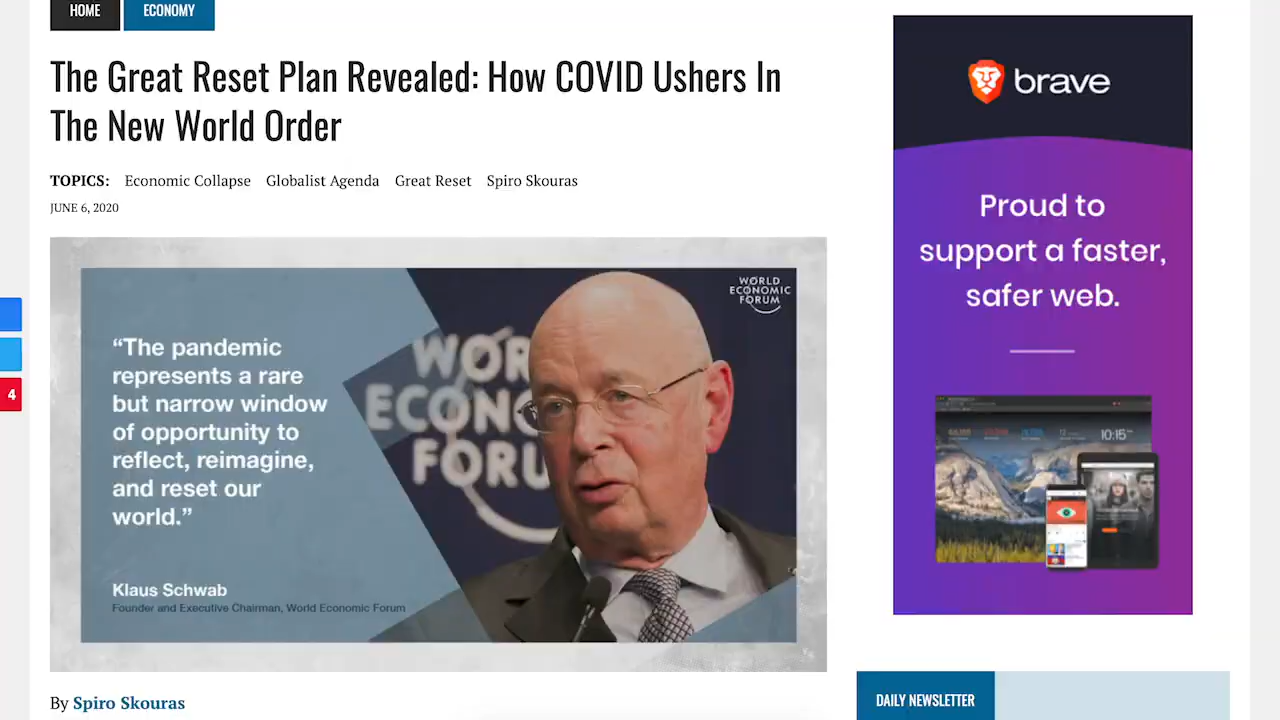 HOME
ECONOMY
The Great Reset Plan Revealed: How COVID Ushers In
The New World Order
TOPICS: Economic Collapse Globalist Agenda Great Reset Spiro Skouras
JUNE 6, 2020
WORLD
ECONOMIC
FORUM
“The pandemic
represents a rare
but narrow window
of opportunity to
reflect, reimagine,
and reset our
world.”
Klaus Schwab
Founder and Executive Chairman, World Economic Forum
4
By Spiro Skouras
brave
Proud to
support a faster,
safer web.
10:15
DAILY NEWSLETTER